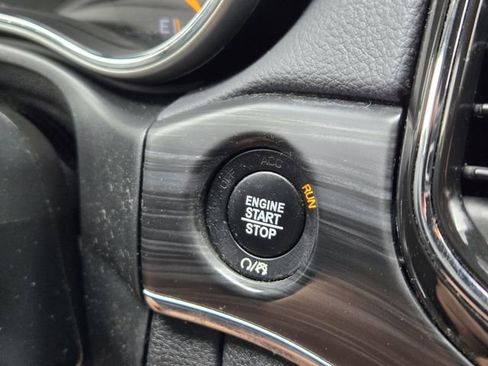 E
OFF ACC RUN
ENGINE
START
STOP